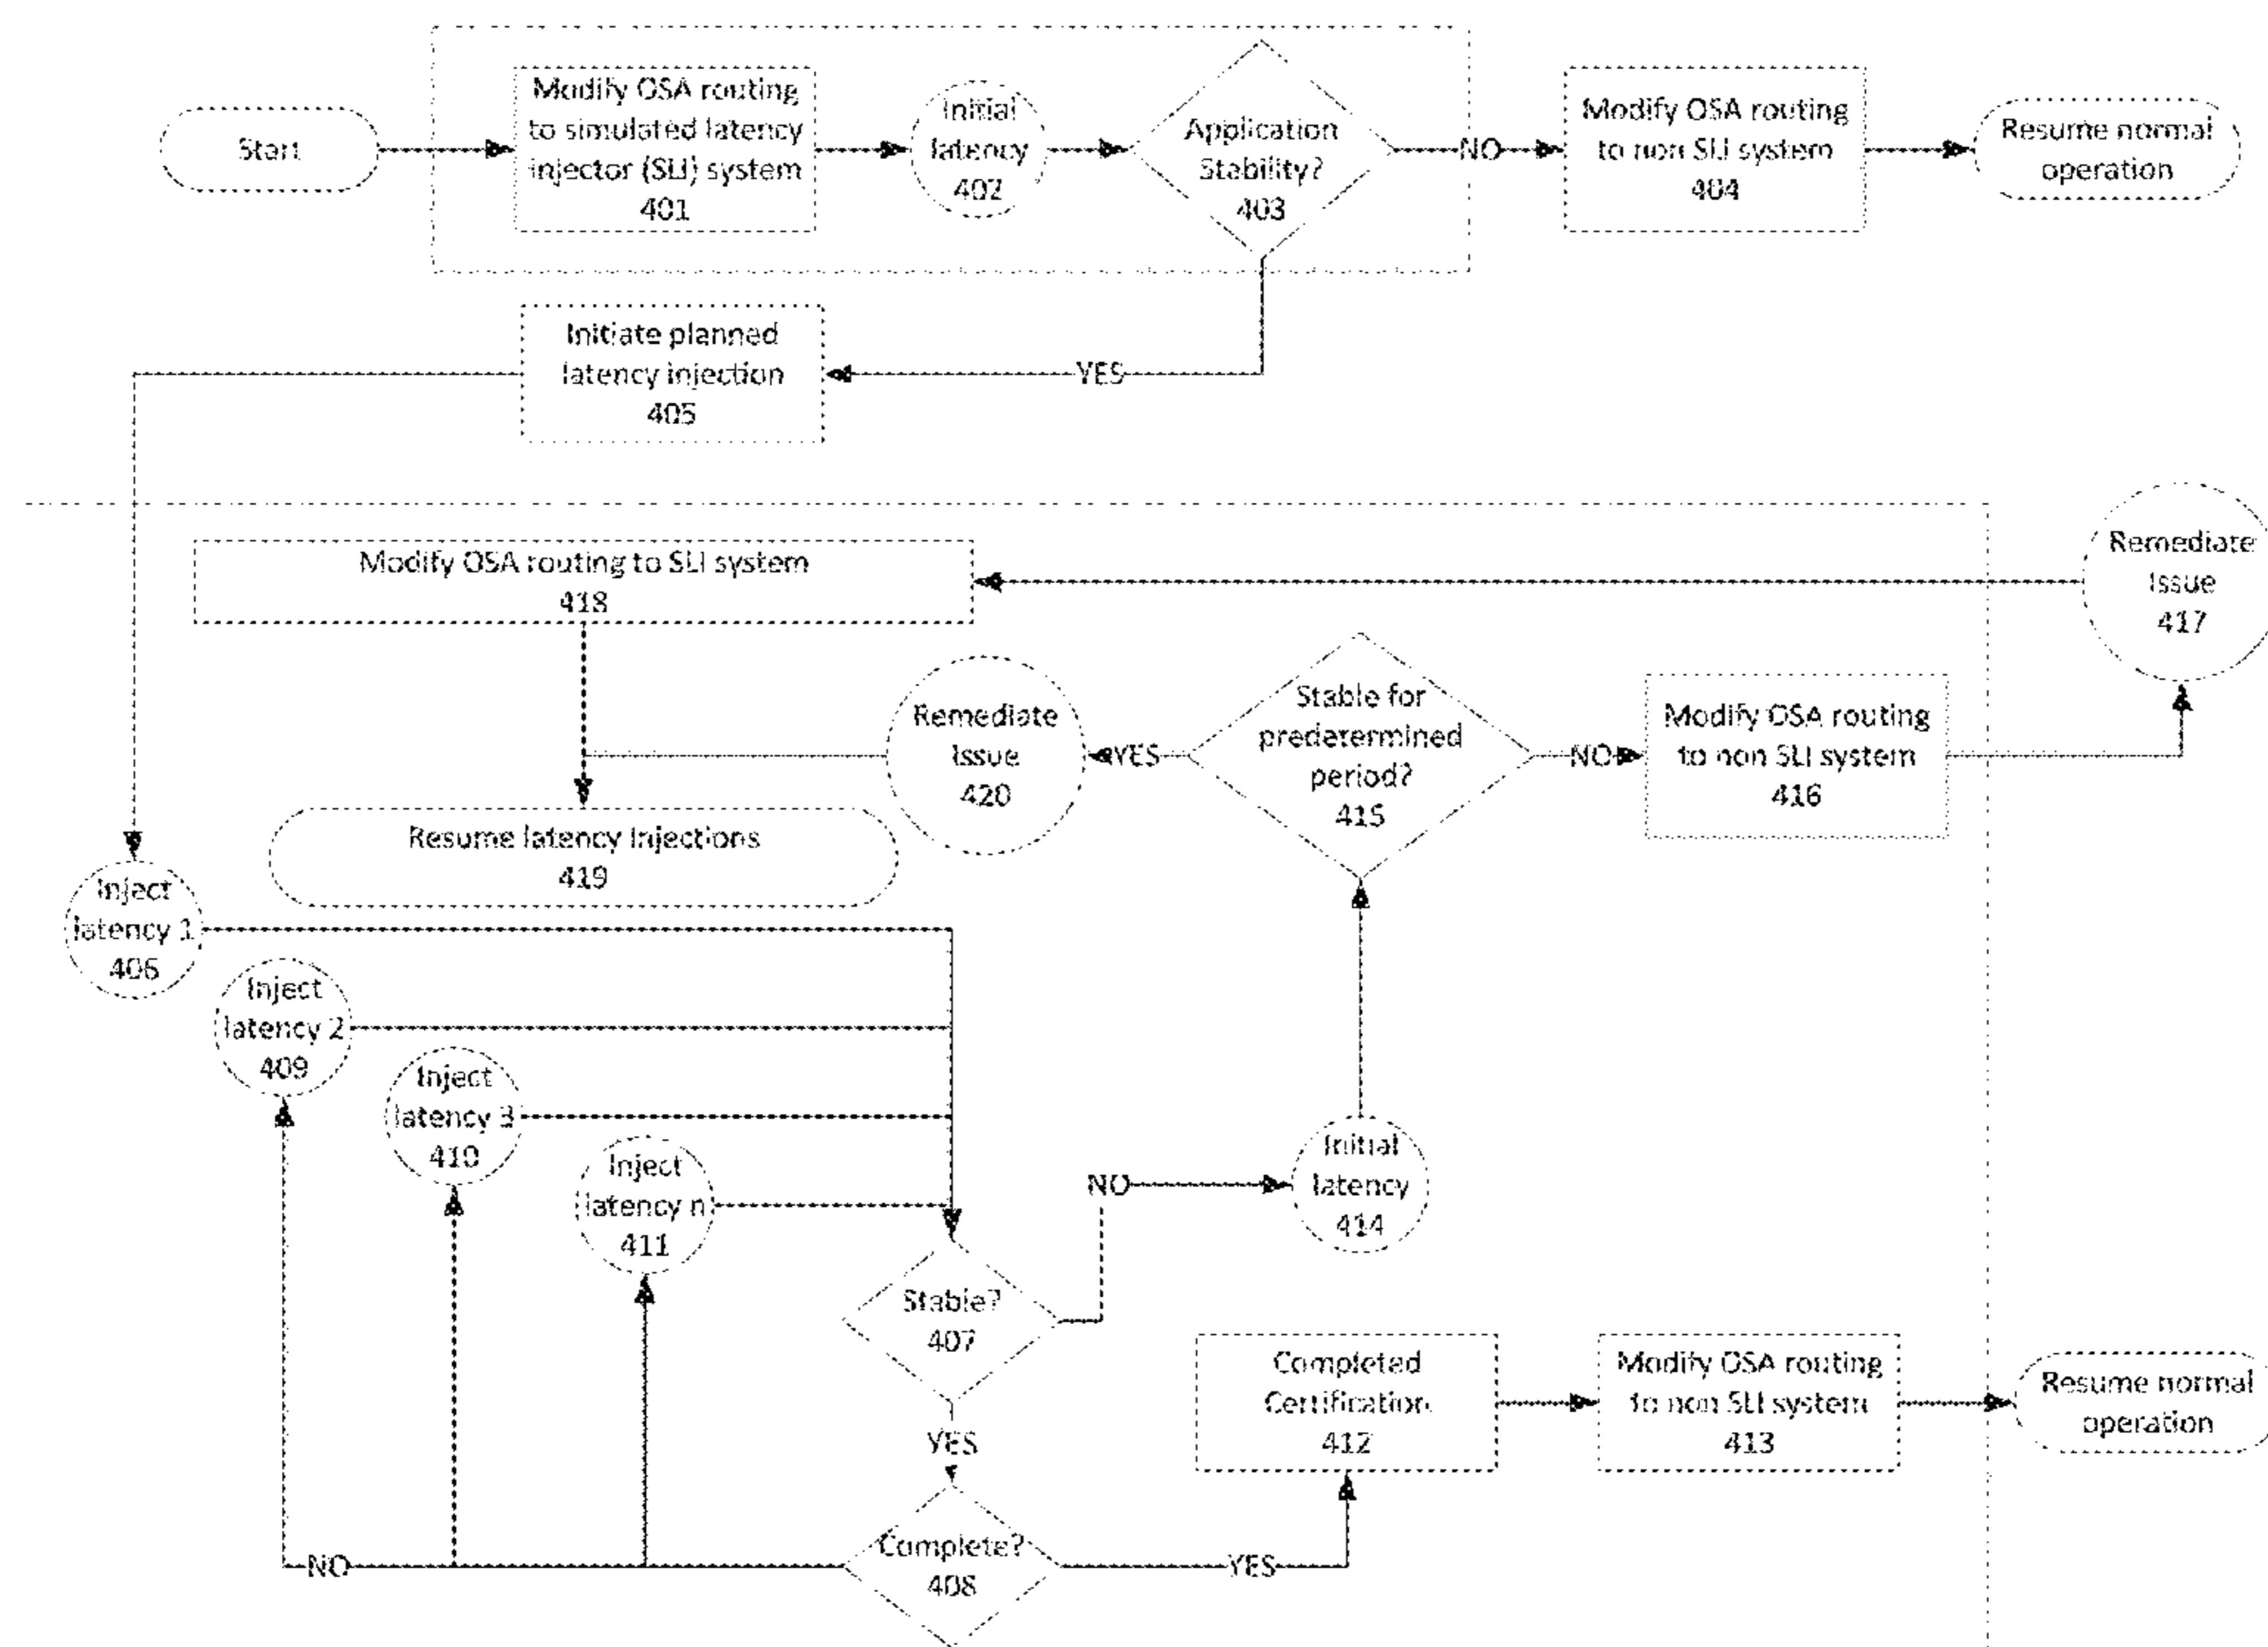 Start
Modify OSA routing
to simulated latency
injector (SLI) system
401
Initial
latency
402
Application
Stability?
403
NO
Modify OSA routing
to non SLI system
404
Resume normal
operation
YES
Initiate planned
latency injection
405
Modify OSA routing to SLI system
418
Remediate
Issue
417
Remediate
Issue
420
YES
Stable for
predetermined
period?
415
NO
Modify OSA routing
to non SLI system
416
Resume latency Injections
419
Inject
latency 1
406
Inject
latency 2
409
Inject
latency 3
410
Inject
latency n
411
NO
Initial
latency
414
Stable?
407
YES
Completed
Certification
412
Modify OSA routing
to non SLI system
413
Resume normal
operation
Complete?
408
NO
YES